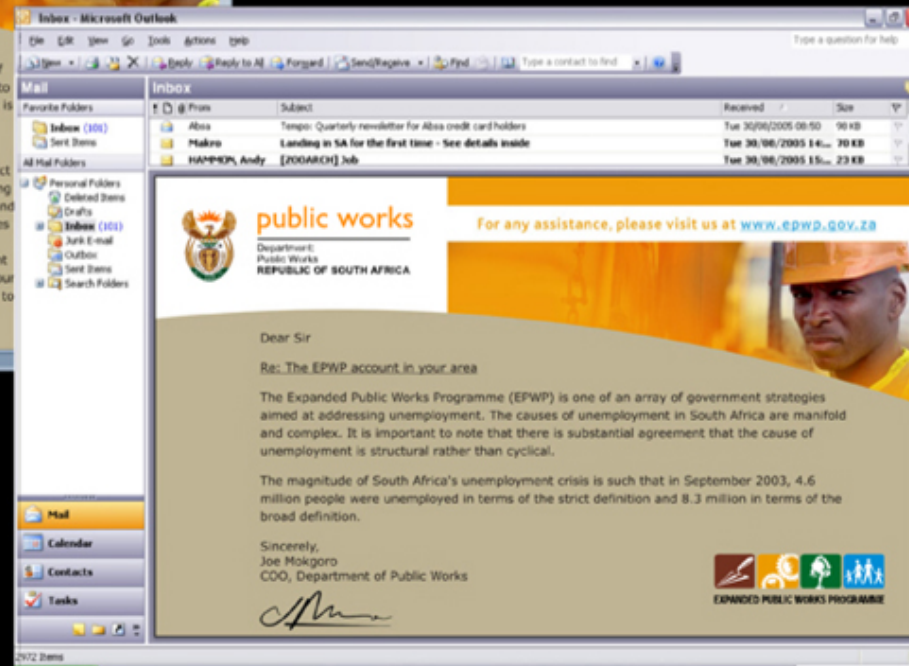 Inbox - Microsoft Outlook
File Edit View Go Tools Actions Help
Type a question for help
New Reply Reply to All Forward Send/Receive Find Type a contact to find
Mail
Inbox
Favorite Folders
Inbox (101)
Sent Items
All Mail Folders
Personal Folders
Deleted Items
Drafts
Inbox (101)
Junk E-mail
Outbox
Sent Items
Search Folders
From Subject Received Size
Absa Tempo: Quarterly newsletter for Absa credit card holders Tue 30/08/2005 08:50 98 KB
Makro Landing in SA for the first time - See details inside Tue 30/08/2005 14:... 70 KB
HAMMON, Andy [ZOOARCH] Job Tue 30/08/2005 15:... 23 KB
public works
Department:
Public Works
REPUBLIC OF SOUTH AFRICA
For any assistance, please visit us at www.epwp.gov.za
Dear Sir
Re: The EPWP account in your area
The Expanded Public Works Programme (EPWP) is one of an array of government strategies
aimed at addressing unemployment. The causes of unemployment in South Africa are manifold
and complex. It is important to note that there is substantial agreement that the cause of
unemployment is structural rather than cyclical.
The magnitude of South Africa's unemployment crisis is such that in September 2003, 4.6
million people were unemployed in terms of the strict definition and 8.3 million in terms of the
broad definition.
Sincerely,
Joe Mokgoro
COO, Department of Public Works
EXPANDED PUBLIC WORKS PROGRAMME
Mail
Calendar
Contacts
Tasks
2972 Items